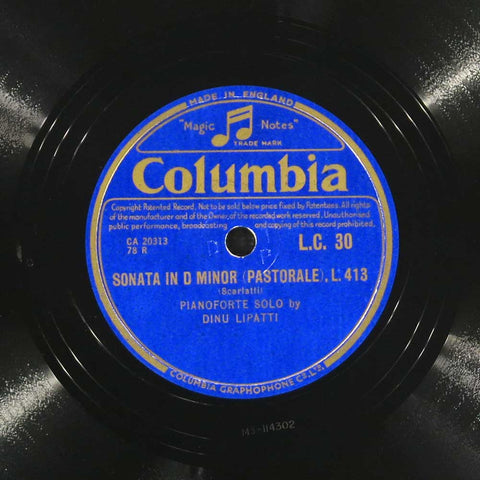 MADE IN ENGLAND
"Magic Notes"
TRADE MARK
Columbia
Copyright Patented Record. Not to be sold below price fixed by Patentees. All rights
of the manufacturer and of the Owner, of the recorded work reserved, Unauthorised
public performance, broadcasting and copying of this record prohibited.
CA 20313
78 R
L.C. 30
SONATA IN D MINOR (PASTORALE), L. 413
(Scarlatti)
PIANOFORTE SOLO by
DINU LIPATTI
COLUMBIA GRAPHOPHONE Co. LTD.